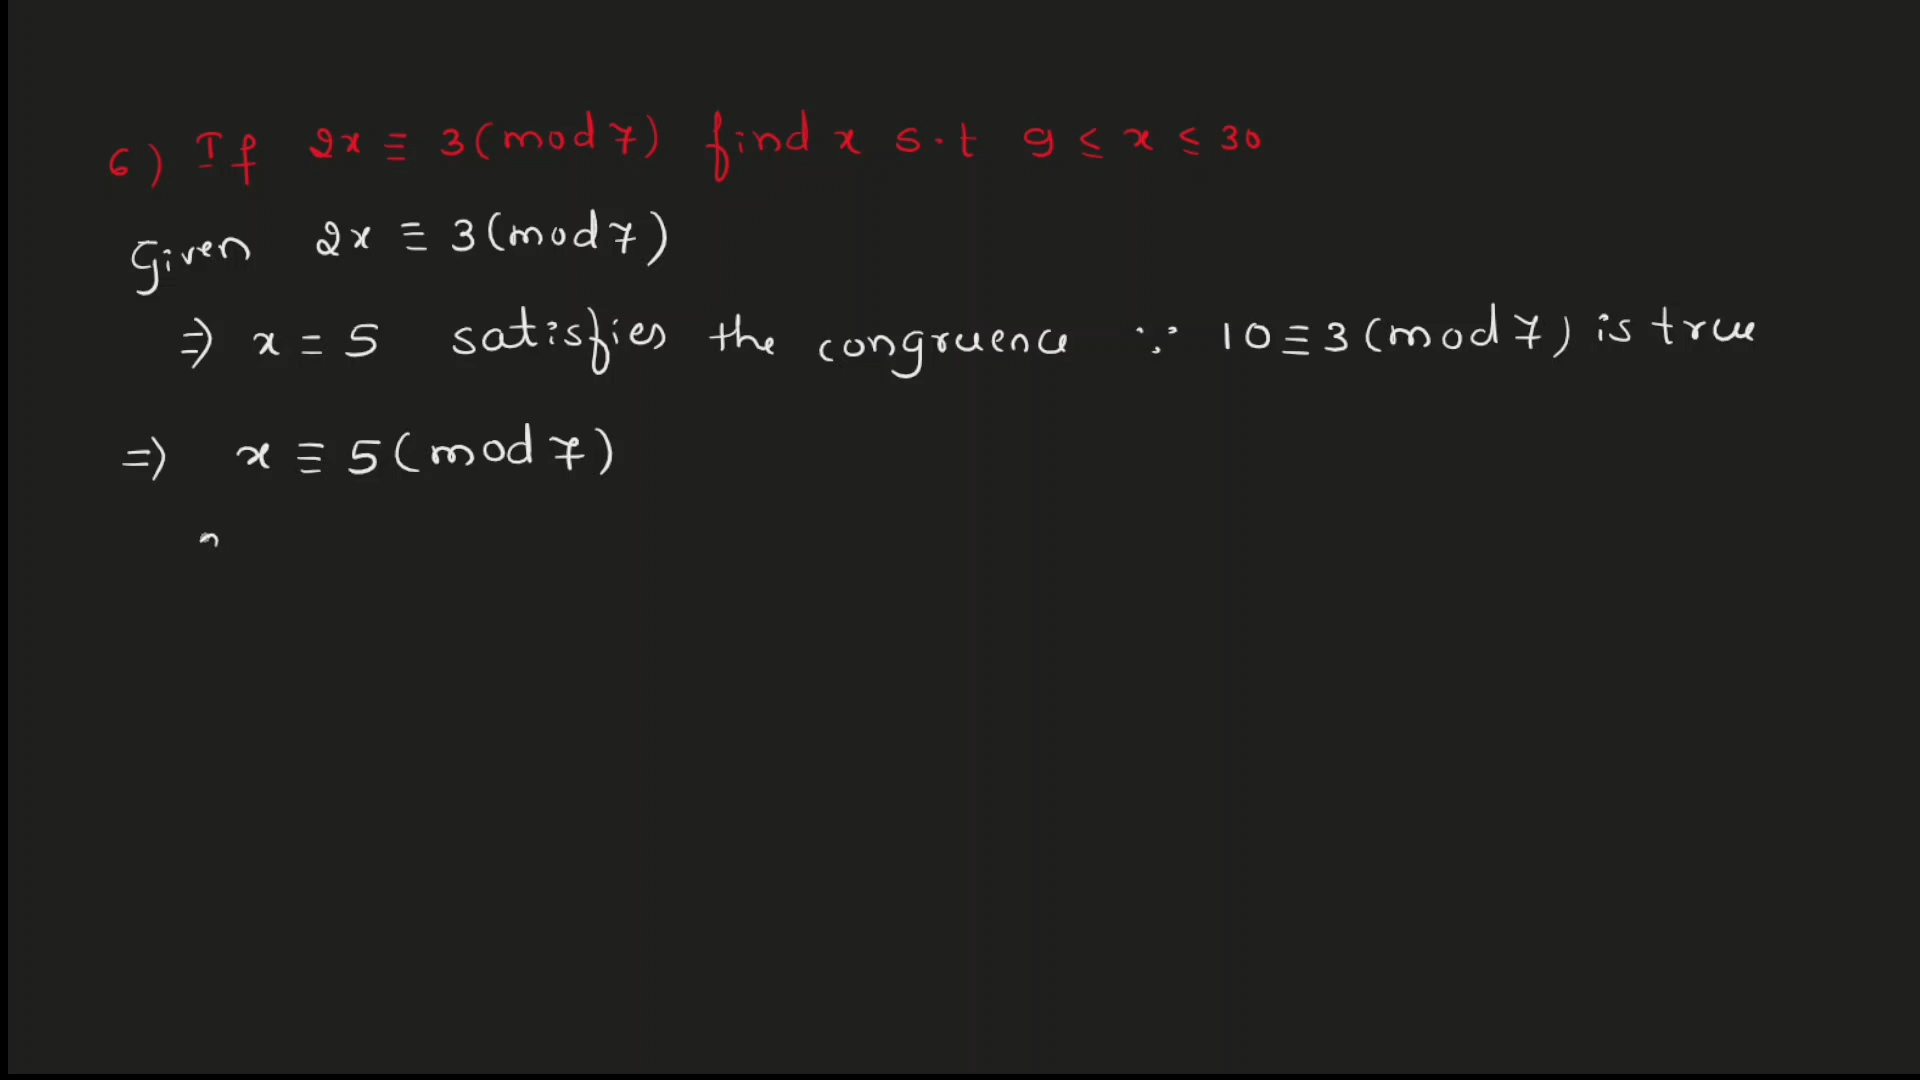 6) If 2x ≡ 3(mod 7) find x s.t 9 ≤ x ≤ 30
Given 2x ≡ 3(mod 7)
⇒ x = 5 satisfies the congruence ∵ 10 ≡ 3(mod 7) is true
⇒ x ≡ 5(mod 7)